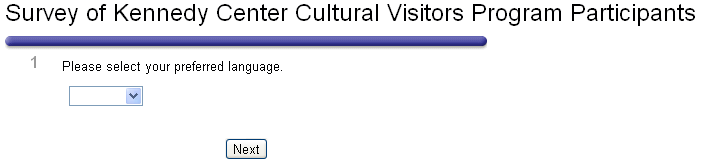 Survey of Kennedy Center Cultural Visitors Program Participants
1 Please select your preferred language.
Next